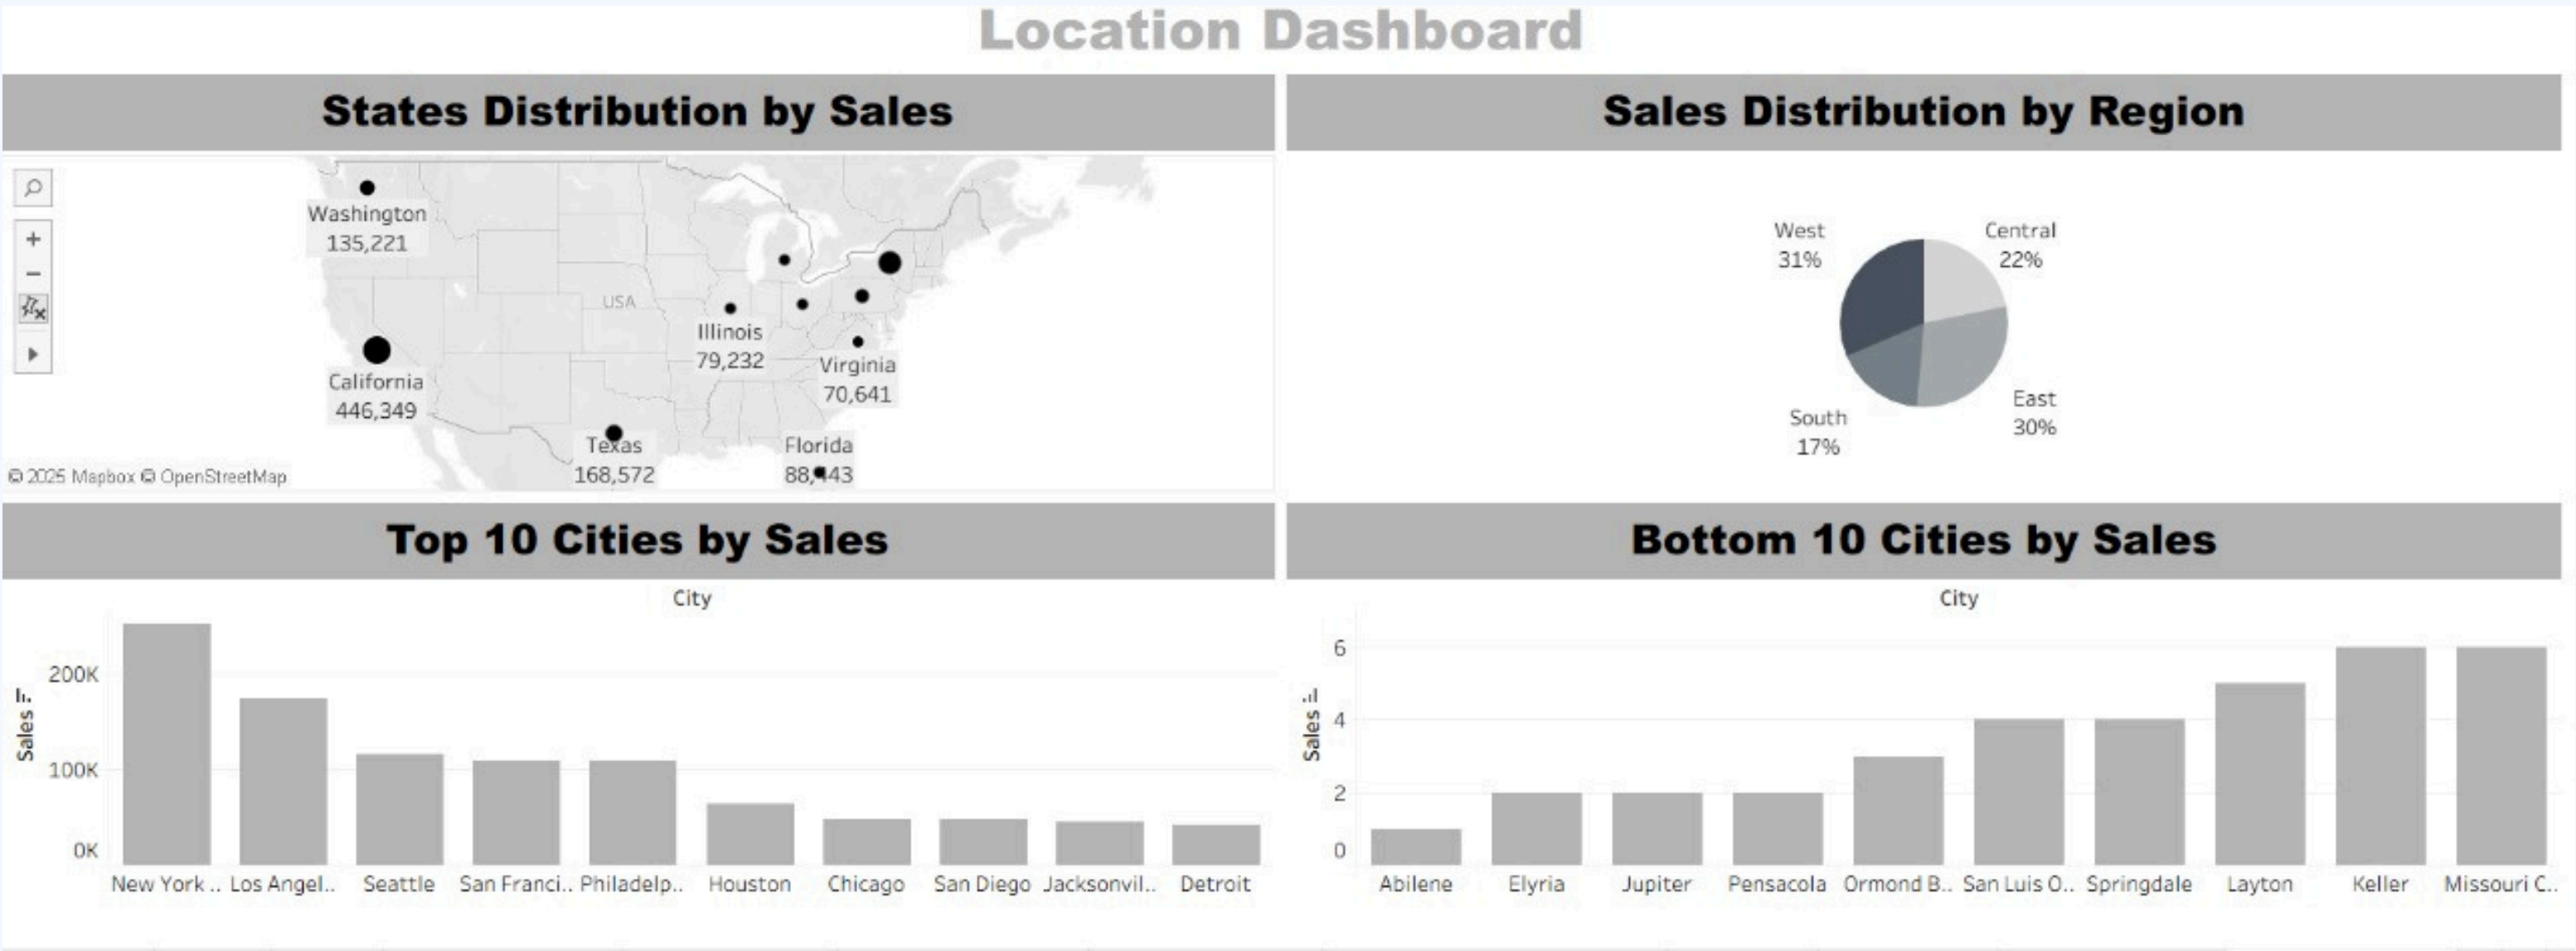 Location Dashboard
States Distribution by Sales
Sales Distribution by Region
Washington
135,221
USA
Illinois
79,232
Virginia
70,641
California
446,349
Texas
168,572
Florida
© 2025 Mapbox © OpenStreetMap
West
31%
Central
22%
East
30%
South
17%
Top 10 Cities by Sales
City
Sales
200K
100K
0K
New York .. Los Angel.. Seattle San Franci.. Philadelp.. Houston Chicago San Diego Jacksonvil.. Detroit
Bottom 10 Cities by Sales
City
Sales
6
4
2
0
Abilene Elyria Jupiter Pensacola Ormond B.. San Luis O.. Springdale Layton Keller Missouri C..